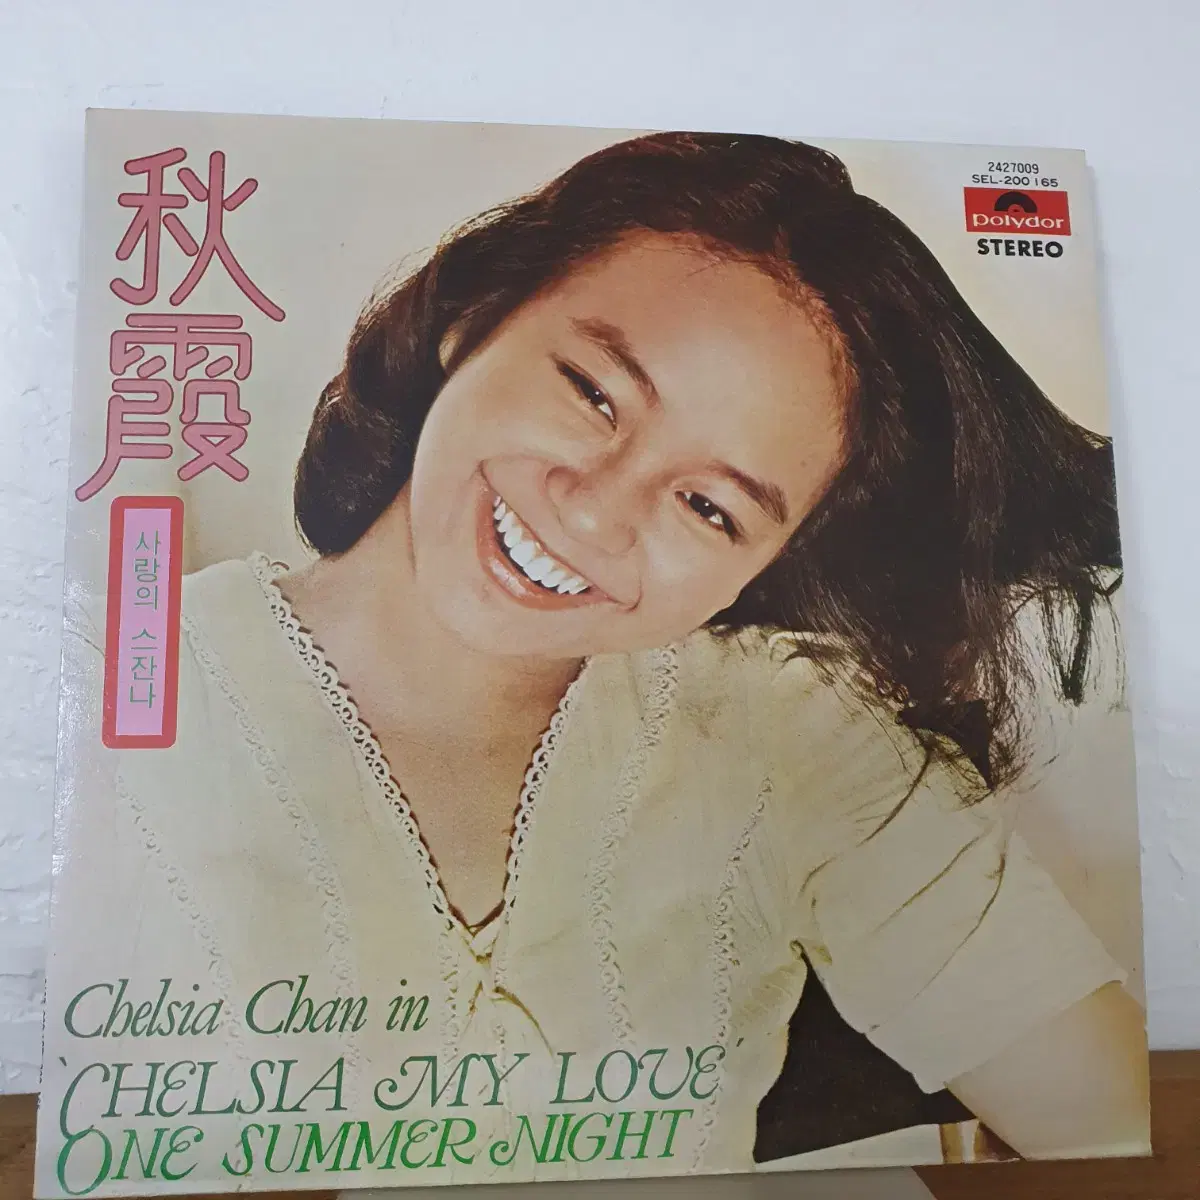 秋霞
사랑의 스잔나
2427009
SEL-200 165
polydor
STEREO
Chelsia Chan in
'CHELSIA MY LOVE'
ONE SUMMER NIGHT